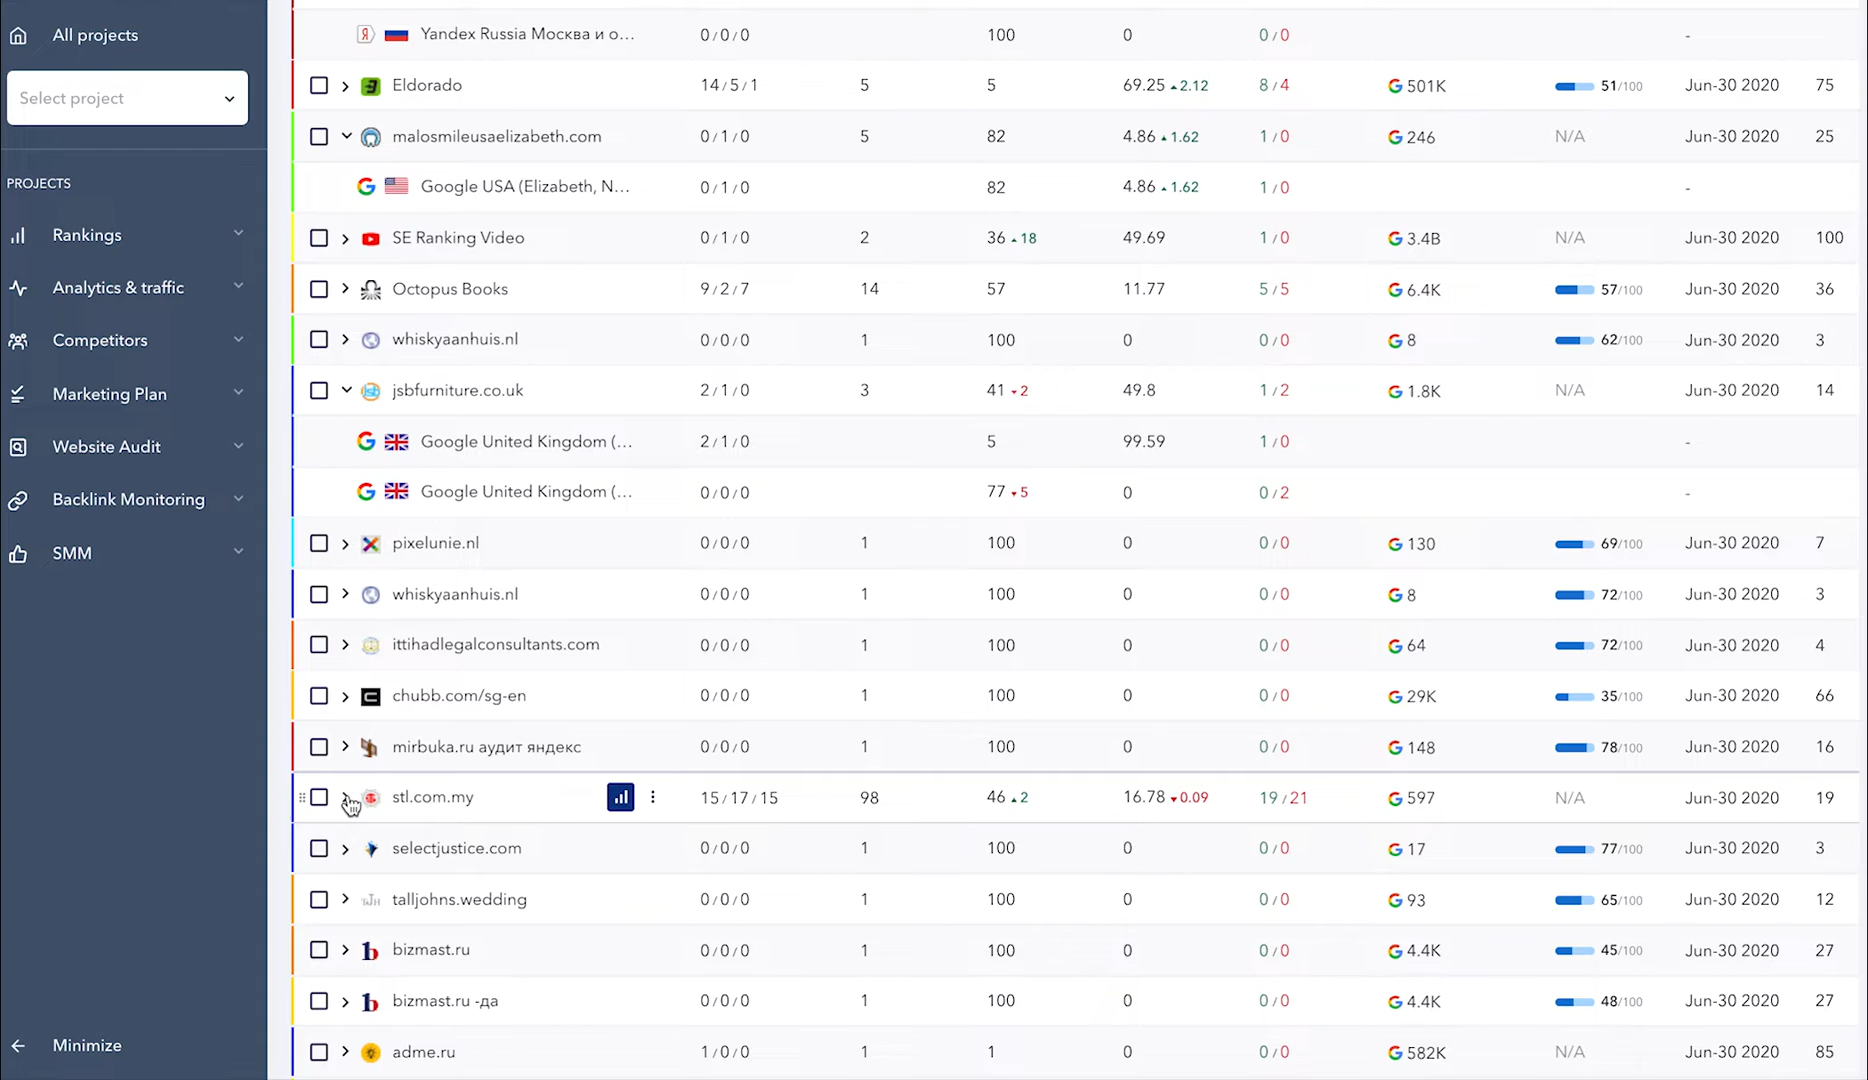 All projects
Select project
PROJECTS
Rankings
Analytics & traffic
Competitors
Marketing Plan
Website Audit
Backlink Monitoring
SMM
Minimize
Yandex Russia Москва и о... 0/0/0 100 0 0/0 -
Eldorado 14/5/1 5 5 69.25 2.12 8/4 501K 51/100 Jun-30 2020 75
malosmileusaelizabeth.com 0/1/0 5 82 4.86 1.62 1/0 246 N/A Jun-30 2020 25
Google USA (Elizabeth, N... 0/1/0 82 4.86 1.62 1/0 -
SE Ranking Video 0/1/0 2 36 18 49.69 1/0 3.4B N/A Jun-30 2020 100
Octopus Books 9/2/7 14 57 11.77 5/5 6.4K 57/100 Jun-30 2020 36
whiskyaanhuis.nl 0/0/0 1 100 0 0/0 8 62/100 Jun-30 2020 3
jsbfurniture.co.uk 2/1/0 3 41 2 49.8 1/2 1.8K N/A Jun-30 2020 14
Google United Kingdom (... 2/1/0 5 99.59 1/0 -
Google United Kingdom (... 0/0/0 77 5 0 0/2 -
pixelunie.nl 0/0/0 1 100 0 0/0 130 69/100 Jun-30 2020 7
whiskyaanhuis.nl 0/0/0 1 100 0 0/0 8 72/100 Jun-30 2020 3
ittihadlegalconsultants.com 0/0/0 1 100 0 0/0 64 72/100 Jun-30 2020 4
chubb.com/sg-en 0/0/0 1 100 0 0/0 29K 35/100 Jun-30 2020 66
mirbuka.ru аудит яндекс 0/0/0 1 100 0 0/0 148 78/100 Jun-30 2020 16
stl.com.my 15/17/15 98 46 2 16.78 0.09 19/21 597 N/A Jun-30 2020 19
selectjustice.com 0/0/0 1 100 0 0/0 17 77/100 Jun-30 2020 3
talljohns.wedding 0/0/0 1 100 0 0/0 93 65/100 Jun-30 2020 12
bizmast.ru 0/0/0 1 100 0 0/0 4.4K 45/100 Jun-30 2020 27
bizmast.ru -да 0/0/0 1 100 0 0/0 4.4K 48/100 Jun-30 2020 27
adme.ru 1/0/0 1 1 0 0/0 582K N/A Jun-30 2020 85